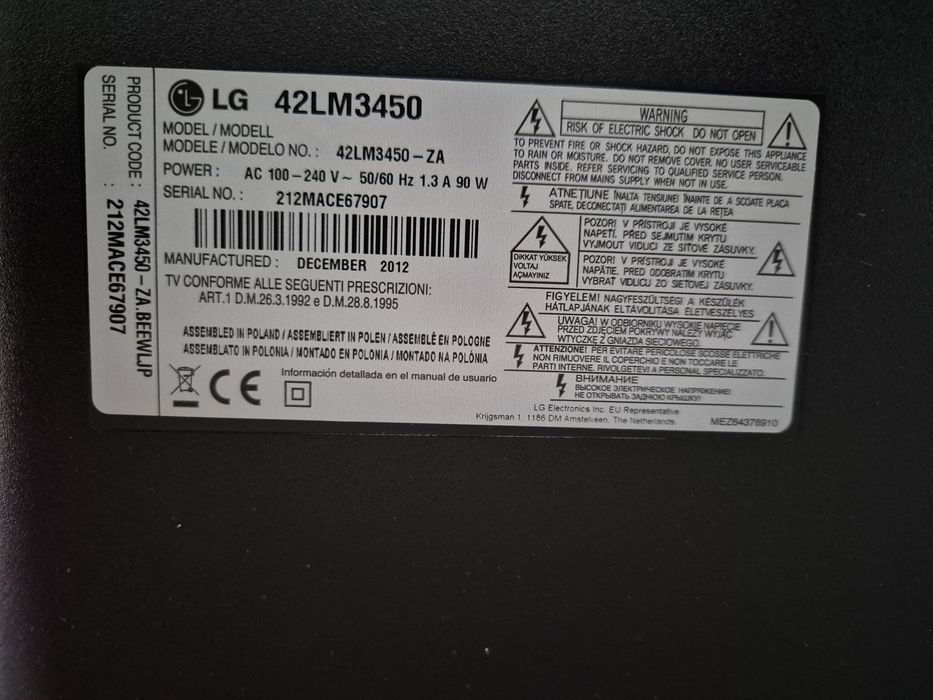 PRODUCT CODE : 42LM3450-ZA.BEEWLJP
SERIAL NO. : 212MACE67907
LG 42LM3450
MODEL / MODELL
MODELE / MODELO NO. : 42LM3450-ZA
POWER : AC 100-240 V ~ 50/60 Hz 1.3 A 90 W
SERIAL NO. : 212MACE67907
MANUFACTURED : DECEMBER 2012
TV CONFORME ALLE SEGUENTI PRESCRIZIONI:
ART.1 D.M.26.3.1992 e D.M.28.8.1995
ASSEMBLED IN POLAND / ASSEMBLIERT IN POLEN / ASSEMBLÉ EN POLOGNE
ASSEMBLATO IN POLONIA / MONTADO EN POLONIA / MONTADO NA POLÔNIA
CE
Información detallada en el manual de usuario
WARNING
RISK OF ELECTRIC SHOCK DO NOT OPEN
TO PREVENT FIRE OR SHOCK HAZARD, DO NOT EXPOSE THIS APPLIANCE
TO RAIN OR MOISTURE. DO NOT REMOVE COVER. NO USER SERVICEABLE
PARTS INSIDE. REFER SERVICING TO QUALIFIED SERVICE PERSON.
DISCONNECT FROM MAINS SUPPLY WHEN NOT IN USE.
ATNEȚIUNE ÎNALTA TENSIUNE! ÎNAINTE DE A SCOATE PLACA
SPATE, DECONECTAȚI ALIMENTAREA DE LA REȚEA
DIKKAT YÜKSEK
VOLTAJ
AÇMAYINIZ
POZOR! V PŘÍSTROJI JE VYSOKÉ
NAPĚTÍ. PŘED SEJMUTIM KRYTU
VYJMOUT VIDLICI ZE SÍTOVÉ ZÁSUVKY.
POZOR! V PRÍSTROJI JE VYSOKÉ
NAPÄTIE. PRED ODOBRATIM KRYTU
VYBRAT VIDLICU ZO SIETOVEJ ZÁSUVKY.
FIGYELEM! NAGYFESZÜLTSÉG! A KÉSZÜLÉK
HÁTLAPJÁNAK ELTAVOLÍTÁSA ÉLETVESZÉLYES
UWAGA! W ODBIORNIKU WYSOKIE NAPIĘCIE
PRZED ZDJĘCIEM POKRYWY NALEŻY WYJĄĆ
WTYCZKĘ Z GNIAZDA SIECIOWEGO.
ATTENZIONE! PER EVITARE PERICOLOSE SCOSSE ELETTRICHE
NON RIMUOVERE IL COPERCHIO E NON TOCCARE LE
PARTI INTERNE. RIVOLGETEVI A PERSONAL SPECIALIZZATO.
ВНИМАНИЕ
ВЫСОКОЕ ЭЛЕКТРИЧЕСКОЕ НАПРЯЖЕНИЕ!
НЕ ОТКРЫВАТЬ ЗАДНЮЮ КРЫШКУ!
LG Electronics Inc. EU Representative
Krijgsman 1, 1186 DM Amstelveen, The Netherlands
MEZ64376910